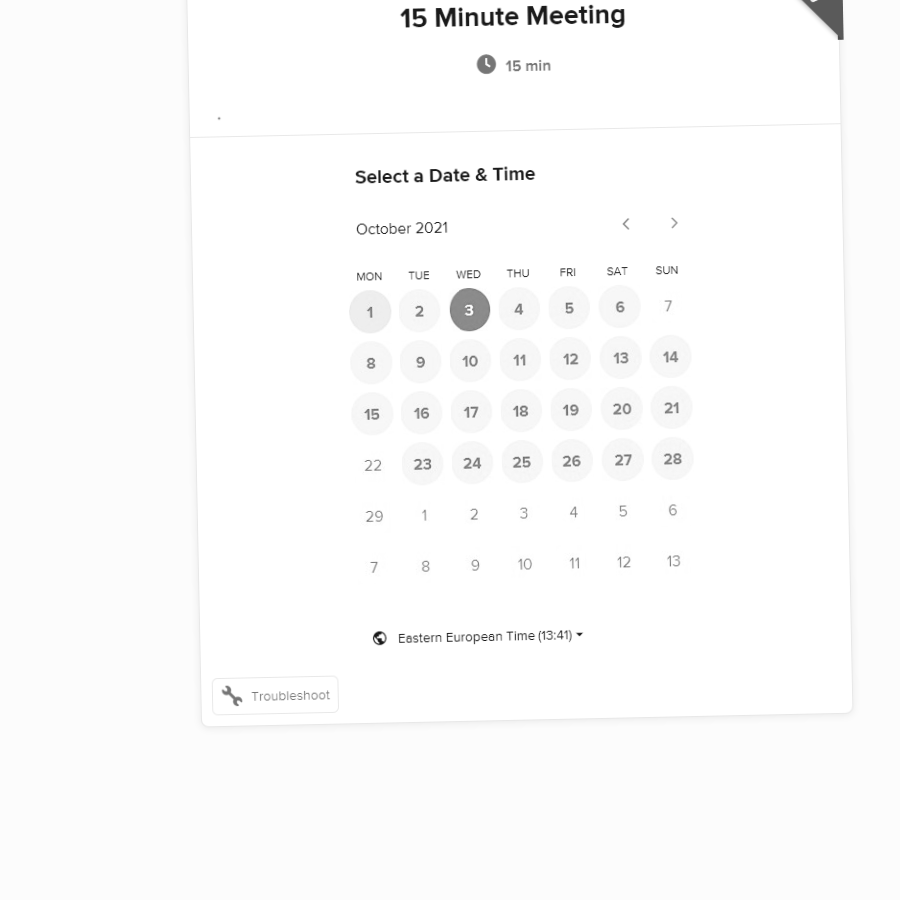 15 Minute Meeting
15 min
.
Select a Date & Time
October 2021
MON TUE WED THU FRI SAT SUN
1 2 3 4 5 6 7
8 9 10 11 12 13 14
15 16 17 18 19 20 21
22 23 24 25 26 27 28
29 1 2 3 4 5 6
7 8 9 10 11 12 13
Eastern European Time (13:41)
Troubleshoot